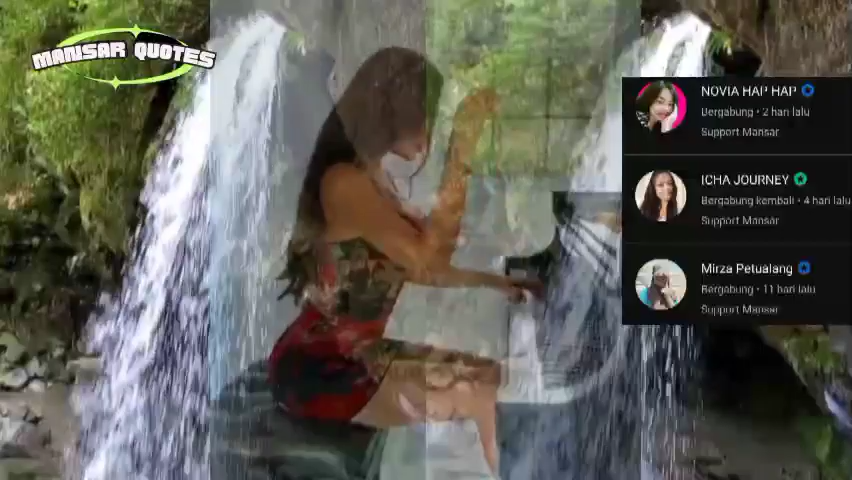 MANSAR QUOTES
NOVIA HAP HAP
Bergabung • 2 hari lalu
Support Mansar
ICHA JOURNEY
Bergabung kembali • 4 hari lalu
Support Mansar
Mirza Petualang
Bergabung • 11 hari lalu
Support Mansar